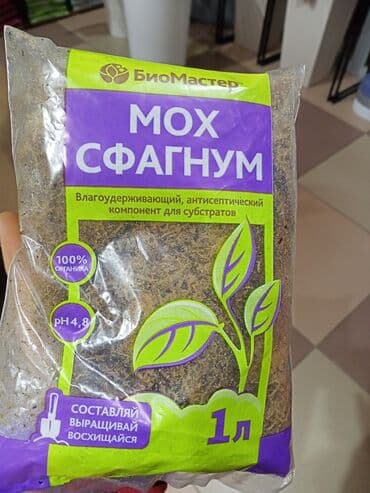 БиоМастер
МОХ
СФАГНУМ
Влагоудерживающий, антисептический
компонент для субстратов
100%
ОРГАНИКА
pH 4,8
СОСТАВЛЯЙ
ВЫРАЩИВАЙ
ВОСХИЩАЙСЯ
1л